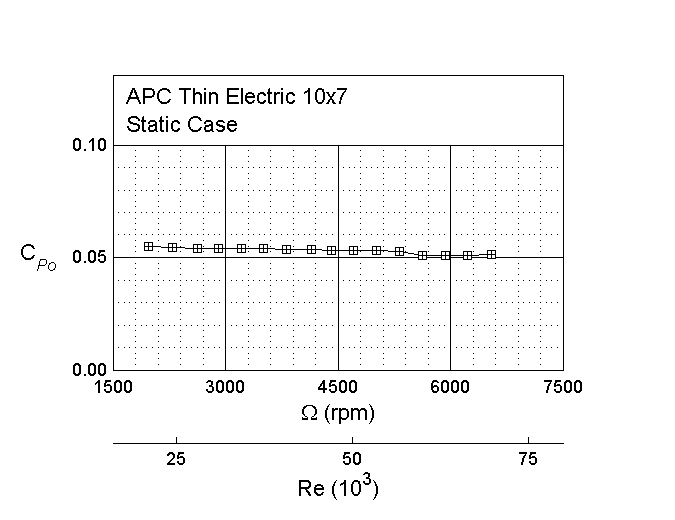 APC Thin Electric 10x7
Static Case
0.10
C_Po 0.05
0.00
1500 3000 4500 6000 7500
Ω (rpm)
25 50 75
Re (10³)